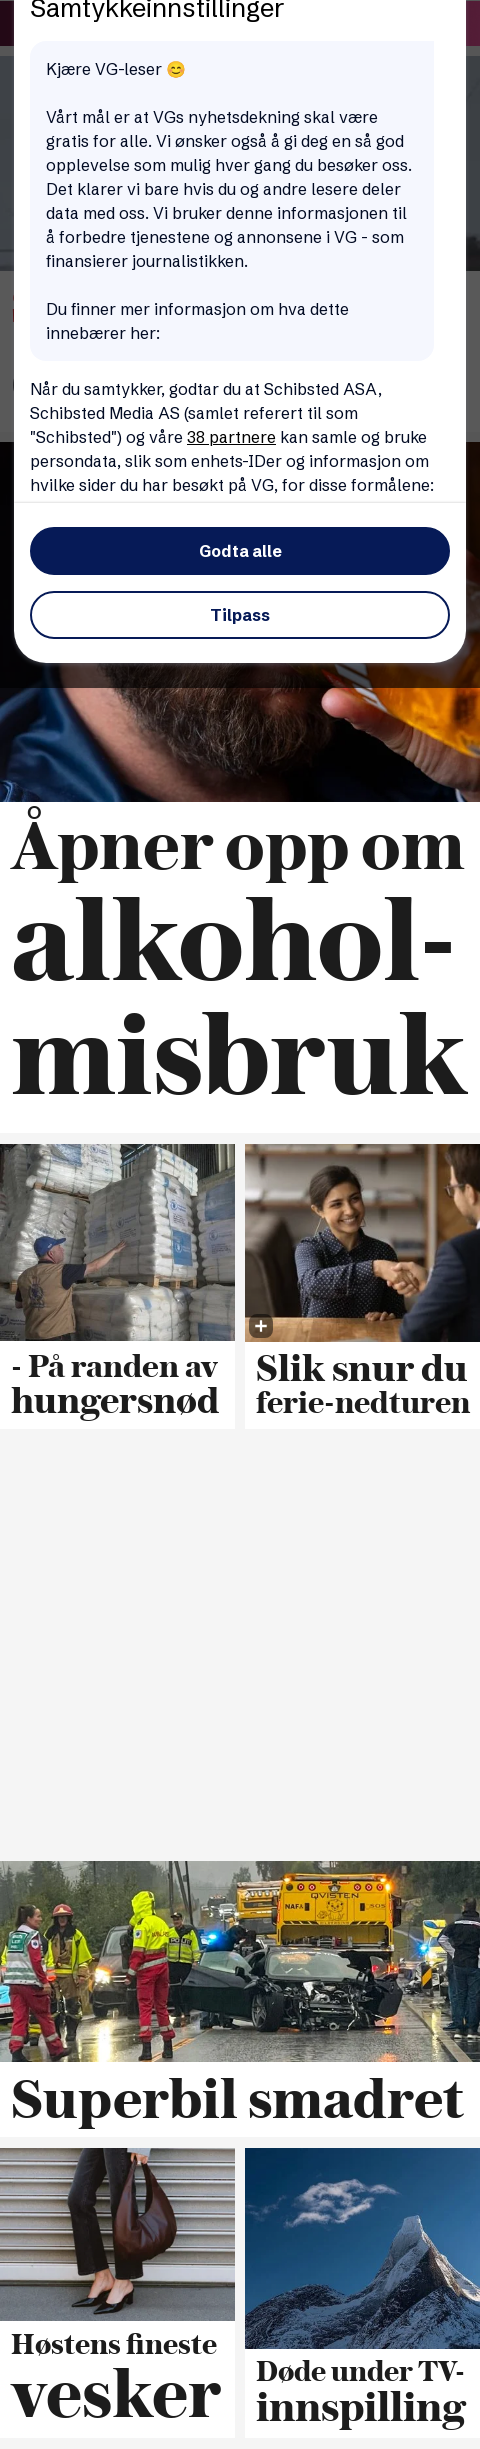 Samtykkeinnstillinger
Kjære VG-leser 😊
Vårt mål er at VGs nyhetsdekning skal være
gratis for alle. Vi ønsker også å gi deg en så god
opplevelse som mulig hver gang du besøker oss.
Det klarer vi bare hvis du og andre lesere deler
data med oss. Vi bruker denne informasjonen til
å forbedre tjenestene og annonsene i VG - som
finansierer journalistikken.
Du finner mer informasjon om hva dette
innebærer her:
Når du samtykker, godtar du at Schibsted ASA,
Schibsted Media AS (samlet referert til som
"Schibsted") og våre 38 partnere kan samle og bruke
persondata, slik som enhets-IDer og informasjon om
hvilke sider du har besøkt på VG, for disse formålene:
Godta alle
Tilpass
Åpner opp om
alkohol-
misbruk
- På randen av
hungersnød
Slik snur du
ferie-nedturen
QVISTEN
NAF
SOS
POLITI
Superbil smadret
Høstens fineste
vesker
Døde under TV-
innspilling